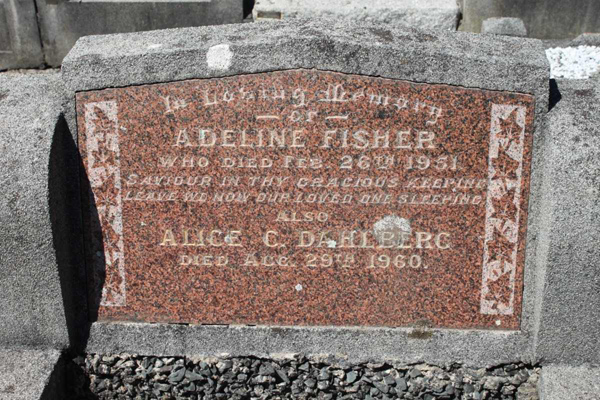 In Loving Memory
OF
ADELINE FISHER
WHO DIED FEB. 26TH 1951
SAVIOUR IN THY GRACIOUS KEEPING
LEAVE WE NOW OUR LOVED ONE SLEEPING
ALSO
ALICE C. DAHLBERG
DIED AUG. 29TH 1960.